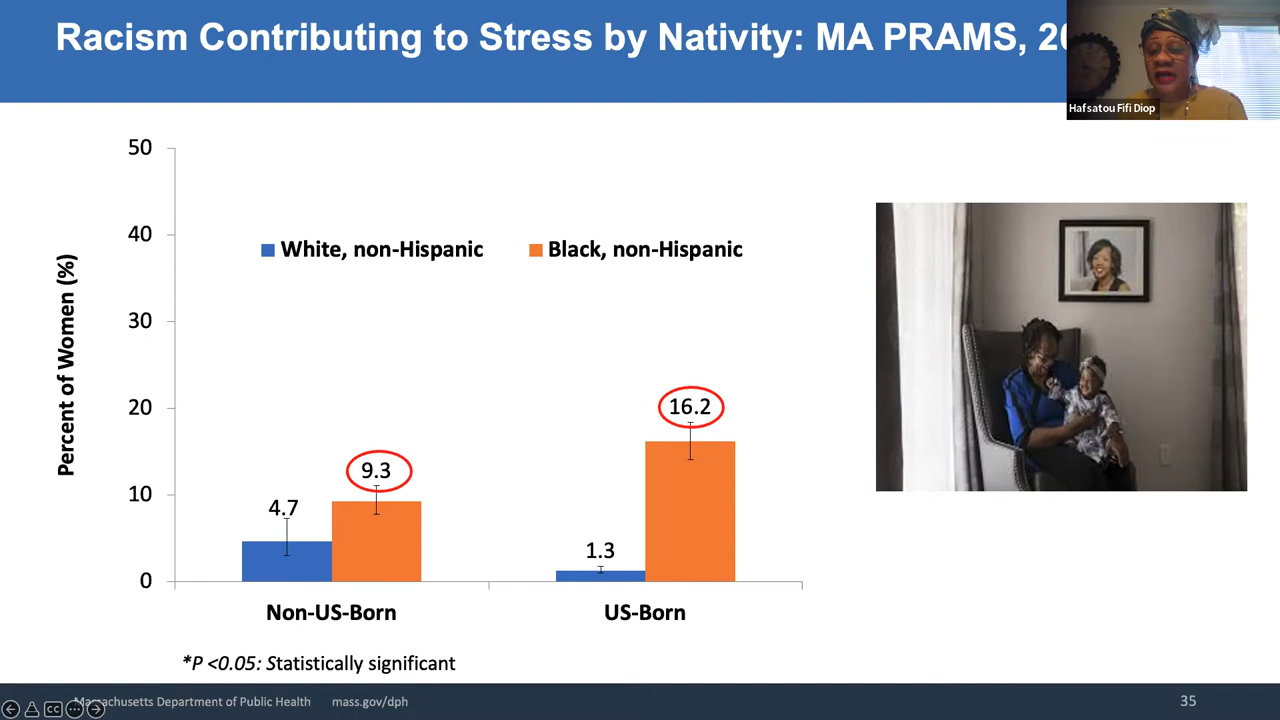 Racism Contributing to Stress by Nativity: MA PRAMS, 20
Hafsatou Fifi Diop
50
40
30
20
10
0
Percent of Women (%)
White, non-Hispanic
Black, non-Hispanic
4.7
9.3
1.3
16.2
Non-US-Born
US-Born
*P <0.05: Statistically significant
Massachusetts Department of Public Health mass.gov/dph
35
CC